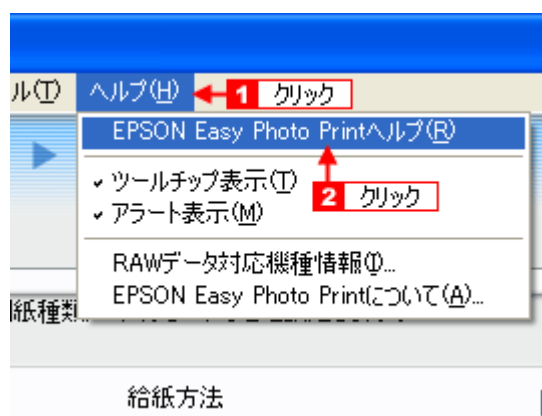 ル(T) ヘルプ(H) 1 クリック
EPSON Easy Photo Printヘルプ(R)
ツールチップ表示(T)
2 クリック
アラート表示(M)
RAWデータ対応機種情報(I)...
EPSON Easy Photo Printについて(A)...
紙種類
給紙方法